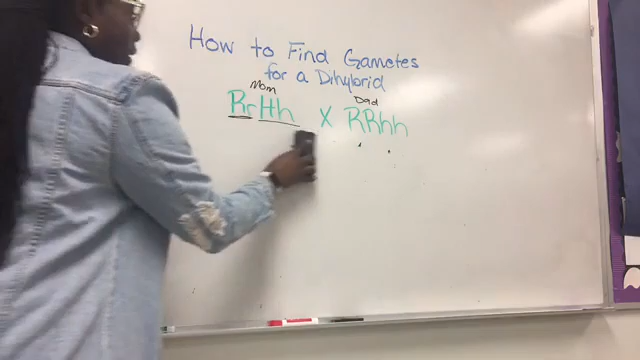 How to Find Gametes
for a Dihybrid
Mom
Dad
RrHh X RRhh